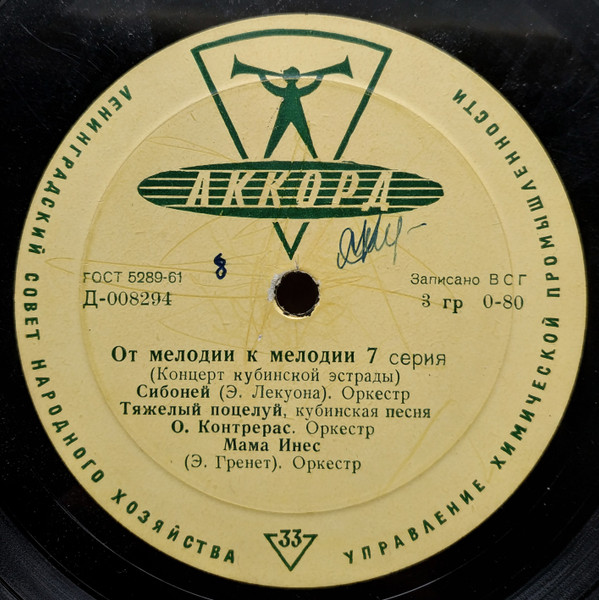 ЛЕНИНГРАДСКИЙ СОВЕТ НАРОДНОГО ХОЗЯЙСТВА
УПРАВЛЕНИЕ ХИМИЧЕСКОЙ ПРОМЫШЛЕННОСТИ
АККОРД
ГОСТ 5289-61
8
Записано ВСГ
Д-008294
3 гр 0-80
От мелодии к мелодии 7 серия
(Концерт кубинской эстрады)
Сибоней (Э. Лекуона). Оркестр
Тяжелый поцелуй, кубинская песня
О. Контрерас. Оркестр
Мама Инес
(Э. Гренет). Оркестр
33